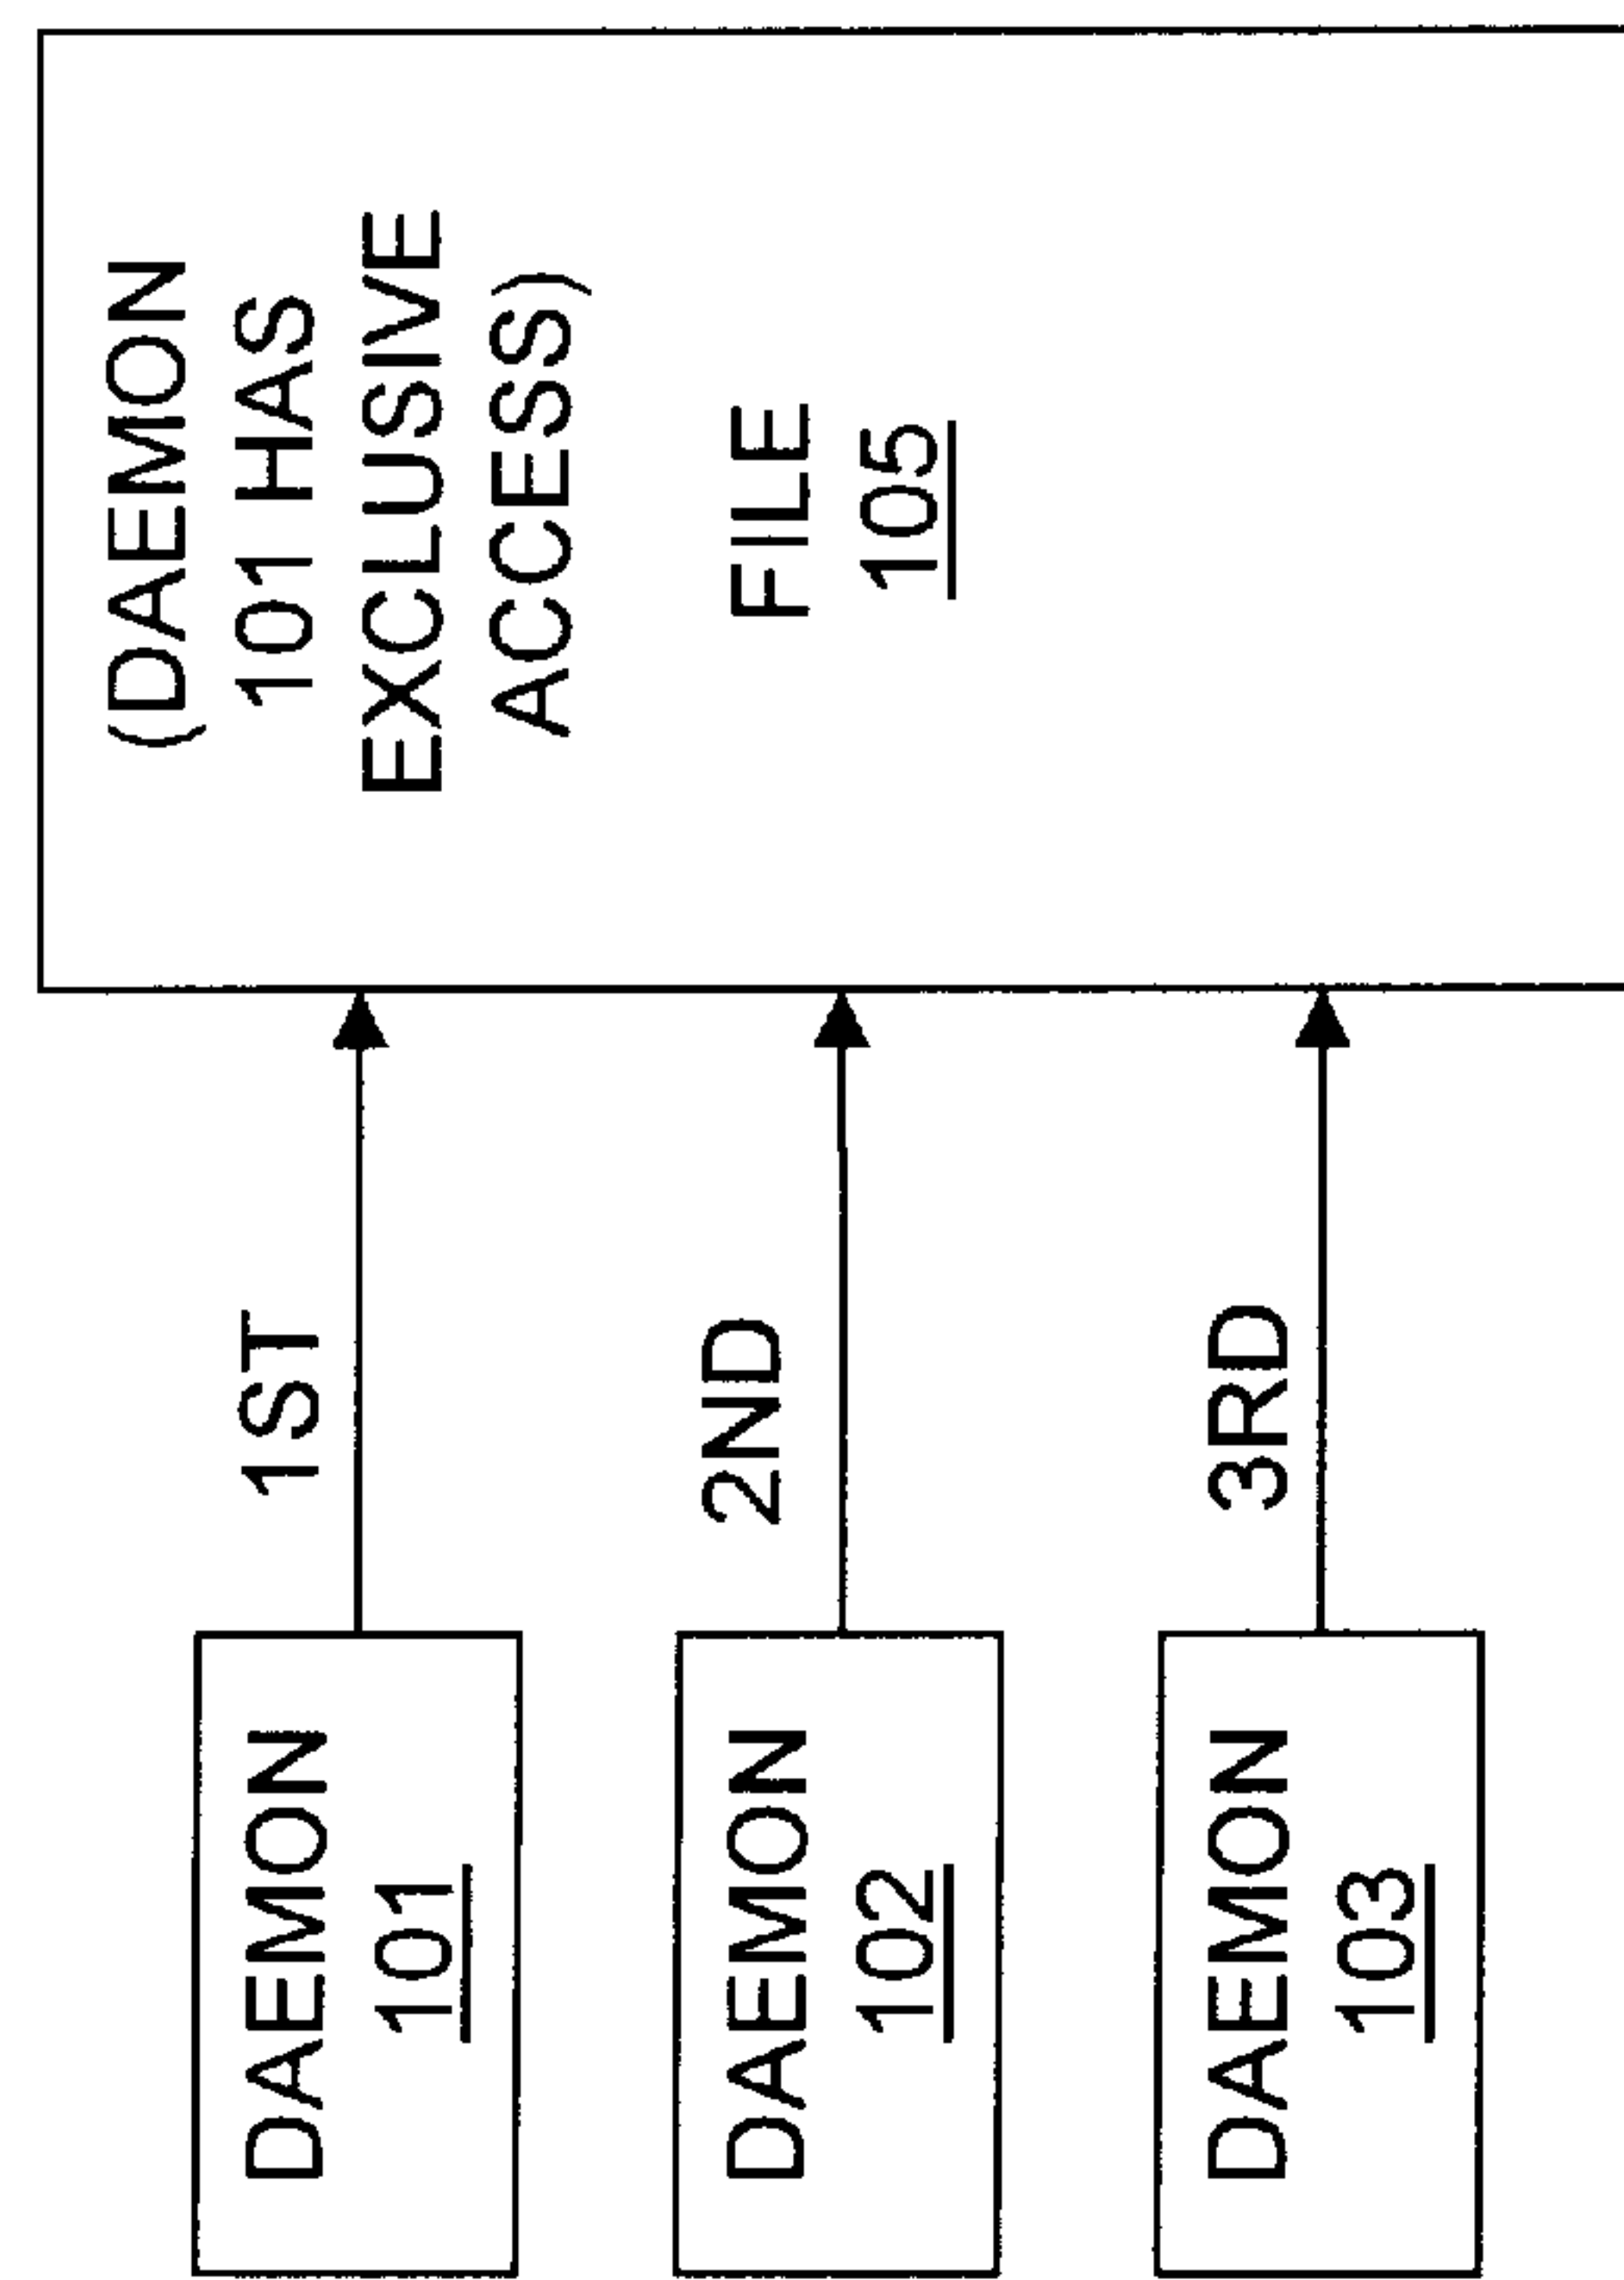 (DAEMON
101 HAS
EXCLUSIVE
ACCESS)
FILE
105
1ST
2ND
3RD
DAEMON
101
DAEMON
102
DAEMON
103